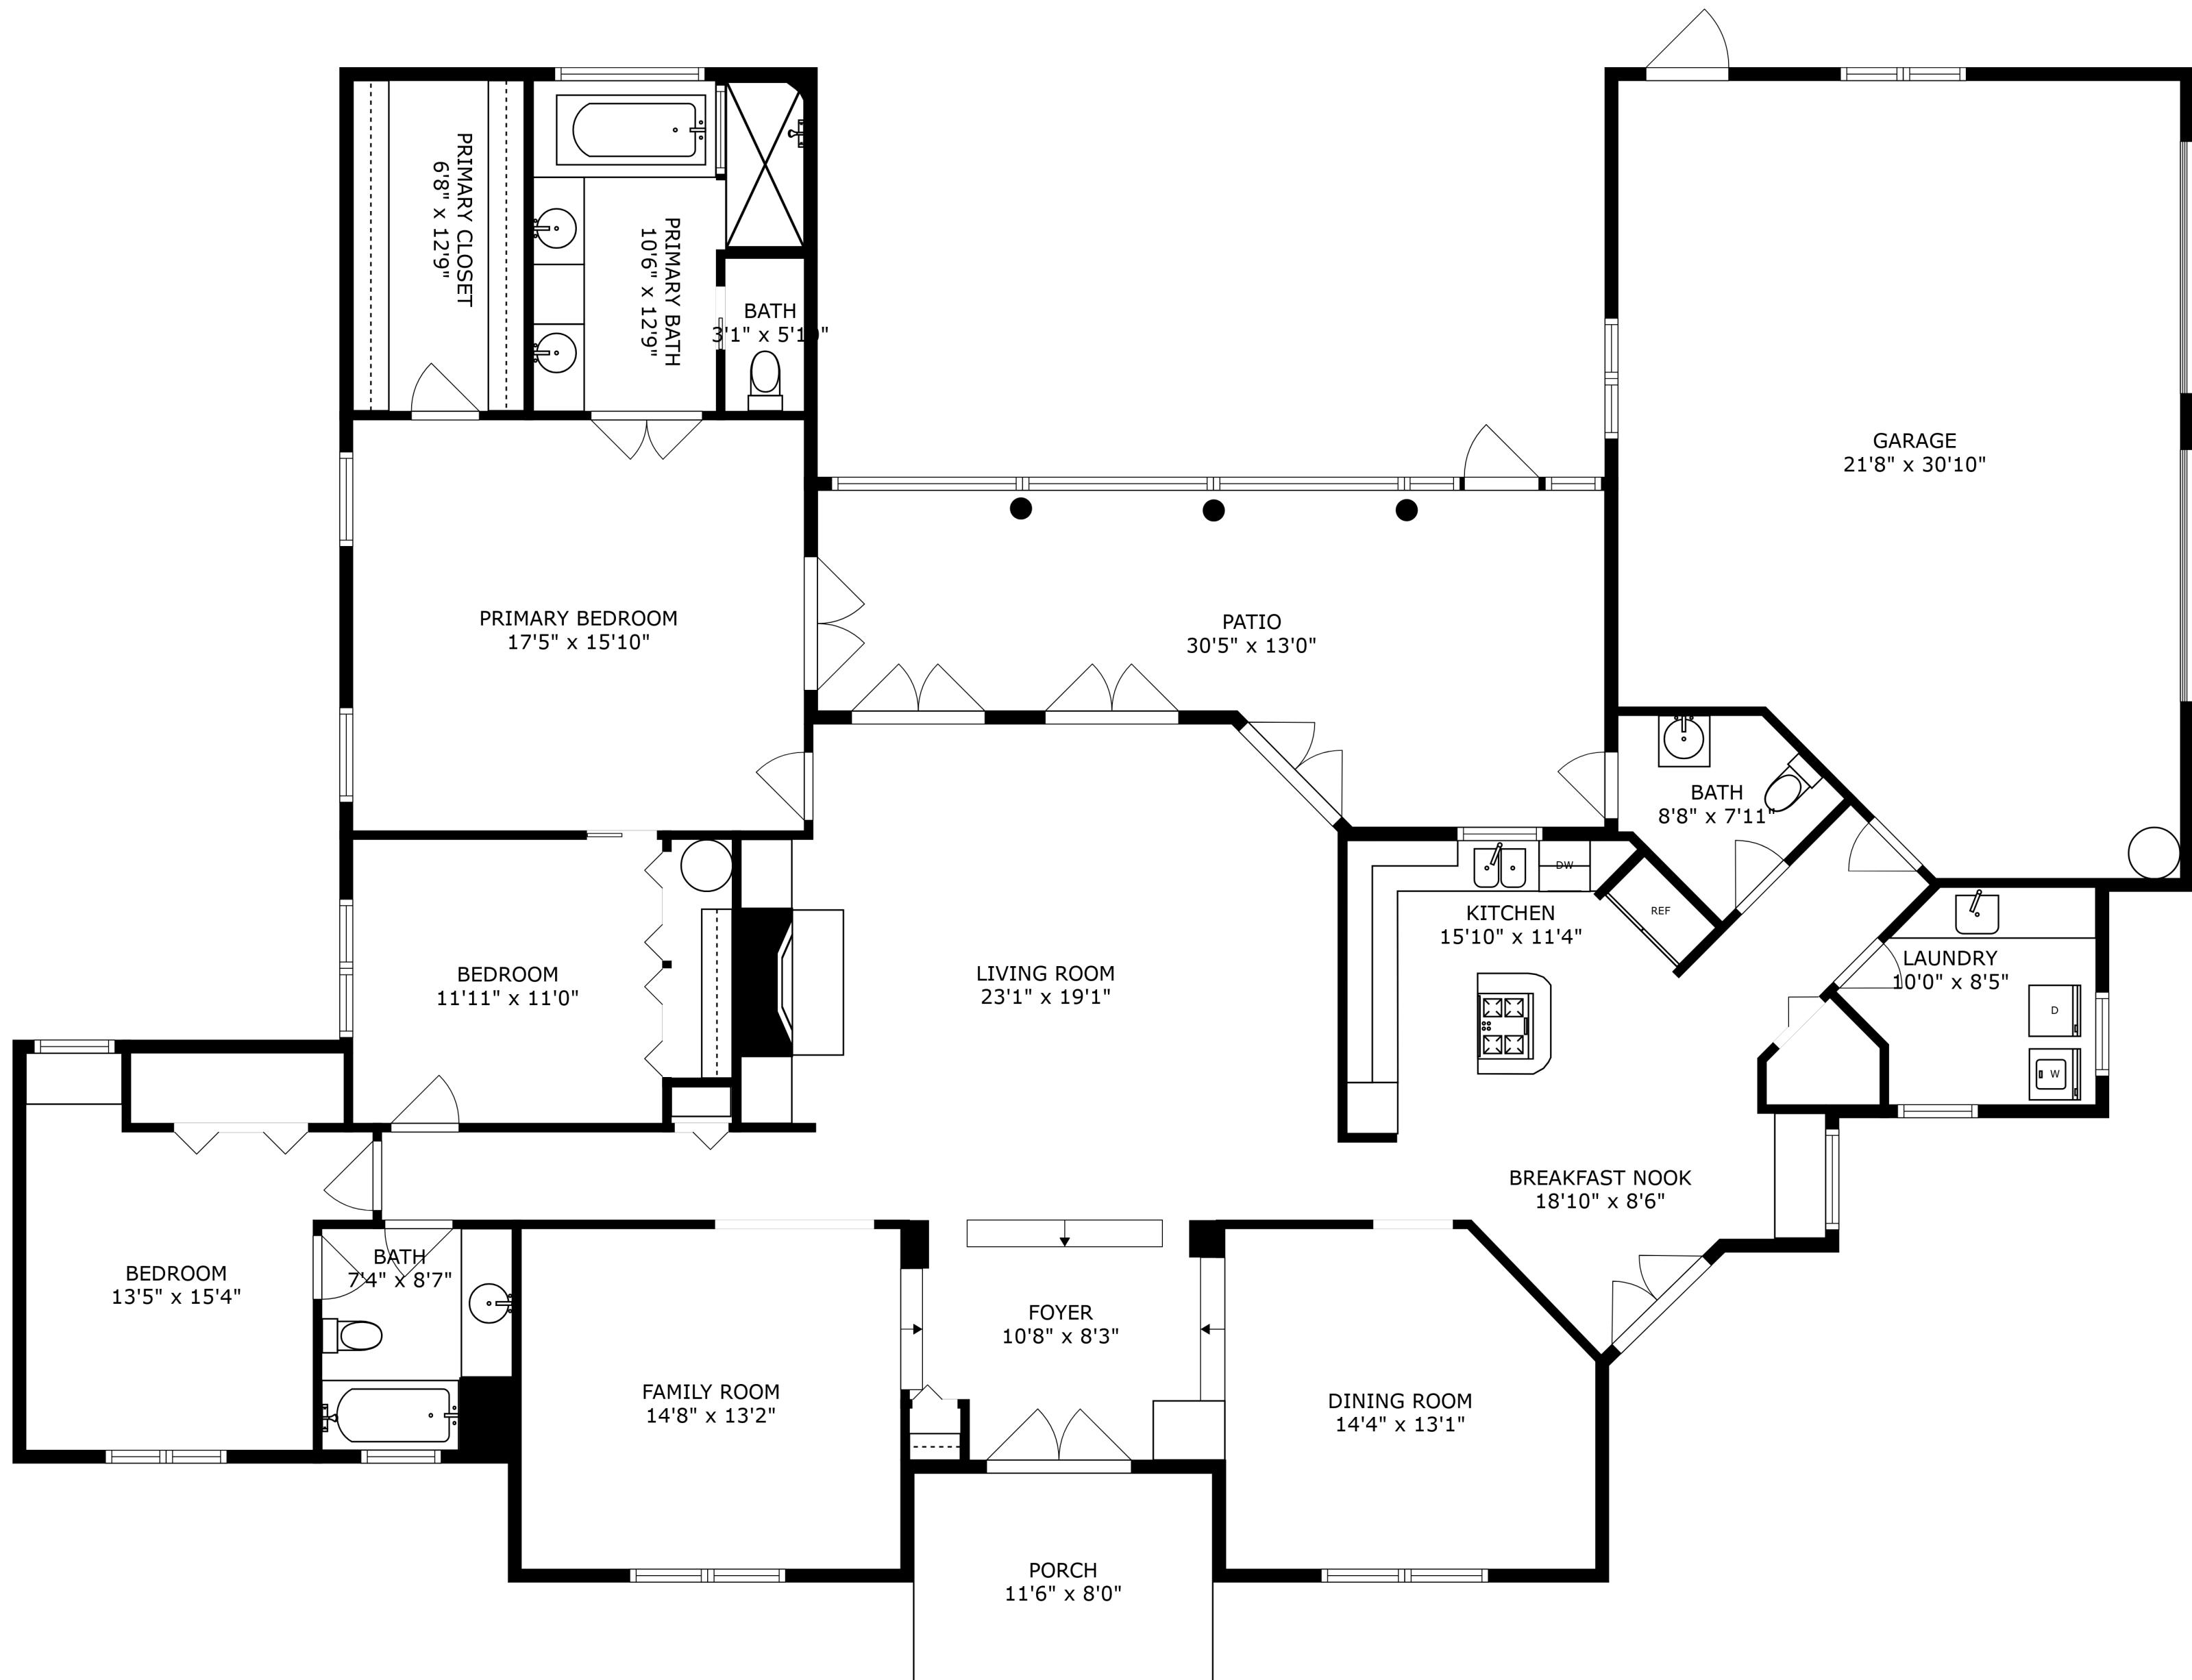 PRIMARY CLOSET
6'8" x 12'9"
PRIMARY BATH
10'6" x 12'9"
BATH
3'1" x 5'10"
GARAGE
21'8" x 30'10"
PRIMARY BEDROOM
17'5" x 15'10"
PATIO
30'5" x 13'0"
BATH
8'8" x 7'11"
DW
REF
KITCHEN
15'10" x 11'4"
LAUNDRY
10'0" x 8'5"
D
W
BEDROOM
11'11" x 11'0"
LIVING ROOM
23'1" x 19'1"
BREAKFAST NOOK
18'10" x 8'6"
BEDROOM
13'5" x 15'4"
BATH
7'4" x 8'7"
FOYER
10'8" x 8'3"
FAMILY ROOM
14'8" x 13'2"
DINING ROOM
14'4" x 13'1"
PORCH
11'6" x 8'0"